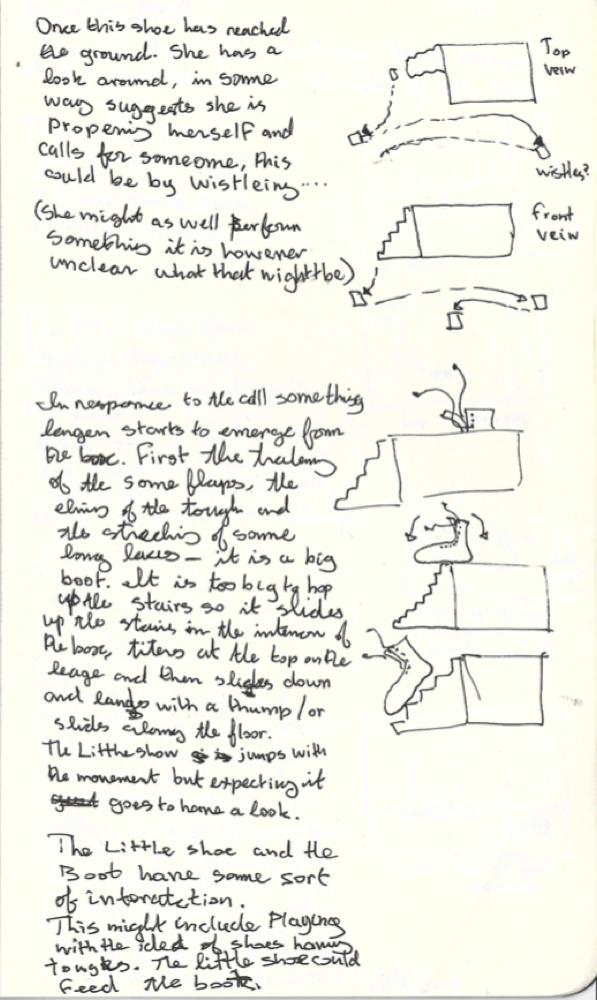 Once this shoe has reached
the ground. She has a
look around, in some
way suggests she is
Propening herself and
calls for someome, this
could be by wistleing....
(She might as well perform
something it is however
unclear what that might be)
Top
veiw
wistles?
front
veiw
In response to the call something
larger starts to emerge from
the box. First the
of the some flaps, the
of the tough and
the streching of some
long laces – it is a big
boot. It is too big to hop
up the stairs so it slides
up the stairs in the interior of
the box, titers at the top on the
leage and then slides down
and lands with a thump / or
slides along the floor.
The Little show is jumps with
the movement but expecting it
goes to have a look.
The Little shoe and the
Boot have some sort
of interatction.
This might include Playing
with the idea of shoes having
tongues. The little shoe could
feed the boot.